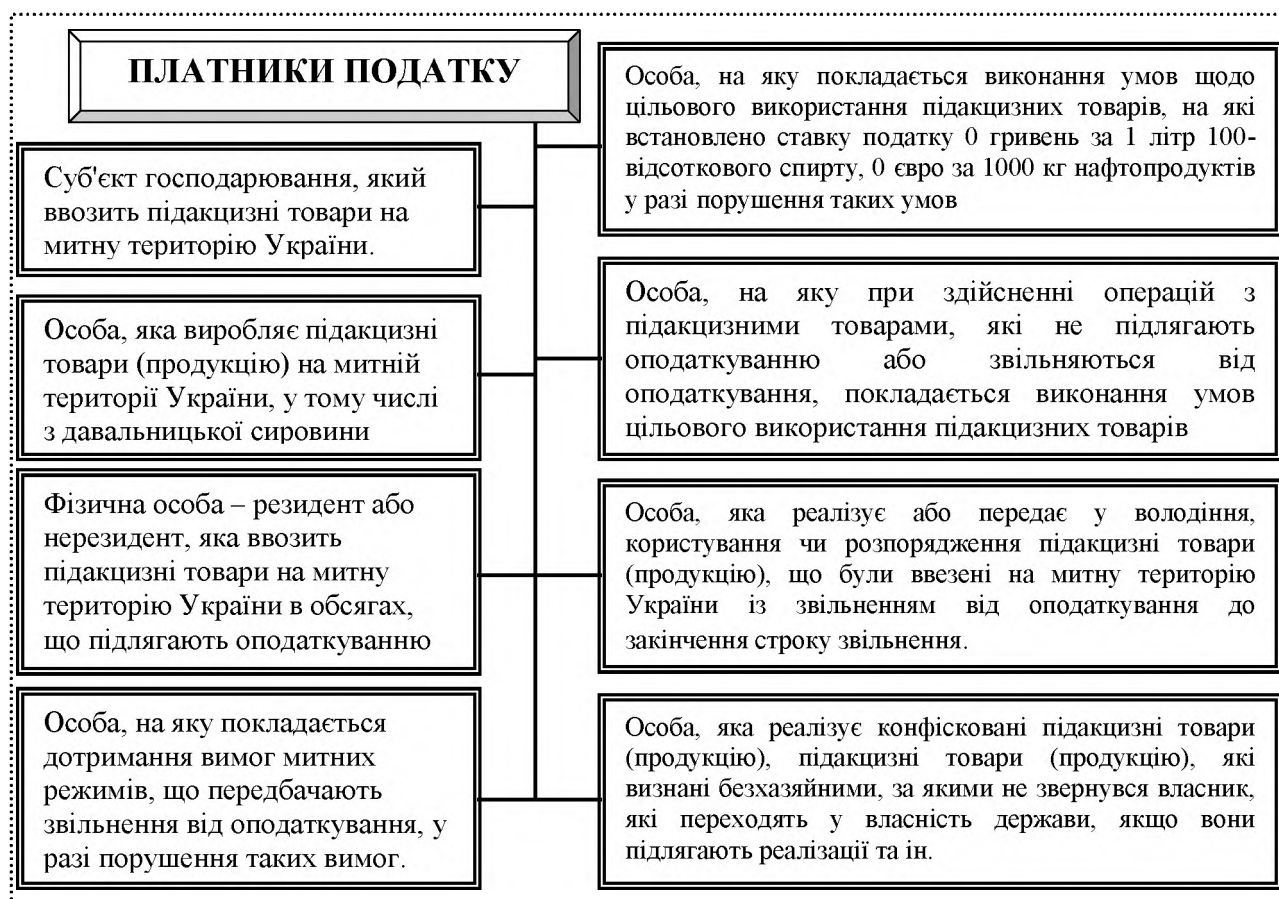 ПЛАТНИКИ ПОДАТКУ
Суб'єкт господарювання, який
ввозить підакцизні товари на
митну територію України.
Особа, яка виробляє підакцизні
товари (продукцію) на митній
території України, у тому числі
з давальницької сировини
Фізична особа – резидент або
нерезидент, яка ввозить
підакцизні товари на митну
територію України в обсягах,
що підлягають оподаткуванню
Особа, на яку покладається
дотримання вимог митних
режимів, що передбачають
звільнення від оподаткування, у
разі порушення таких вимог.
Особа, на яку покладається виконання умов щодо
цільового використання підакцизних товарів, на які
встановлено ставку податку 0 гривень за 1 літр 100-
відсоткового спирту, 0 євро за 1000 кг нафтопродуктів
у разі порушення таких умов
Особа, на яку при здійсненні операцій з
підакцизними товарами, які не підлягають
оподаткуванню або звільняються від
оподаткування, покладається виконання умов
цільового використання підакцизних товарів
Особа, яка реалізує або передає у володіння,
користування чи розпорядження підакцизні товари
(продукцію), що були ввезені на митну територію
України із звільненням від оподаткування до
закінчення строку звільнення.
Особа, яка реалізує конфісковані підакцизні товари
(продукцію), підакцизні товари (продукцію), які
визнані безхазяйними, за якими не звернувся власник,
які переходять у власність держави, якщо вони
підлягають реалізації та ін.